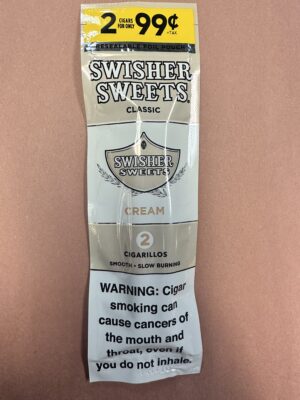 2 CIGARS FOR ONLY 99¢ +TAX
RESEALABLE FOIL POUCH
SWISHER
SWEETS
CLASSIC
SWISHER
SWEETS
CREAM
2
CIGARILLOS
SMOOTH • SLOW BURNING
WARNING: Cigar
smoking can
cause cancers of
the mouth and
throat, even if
you do not inhale.